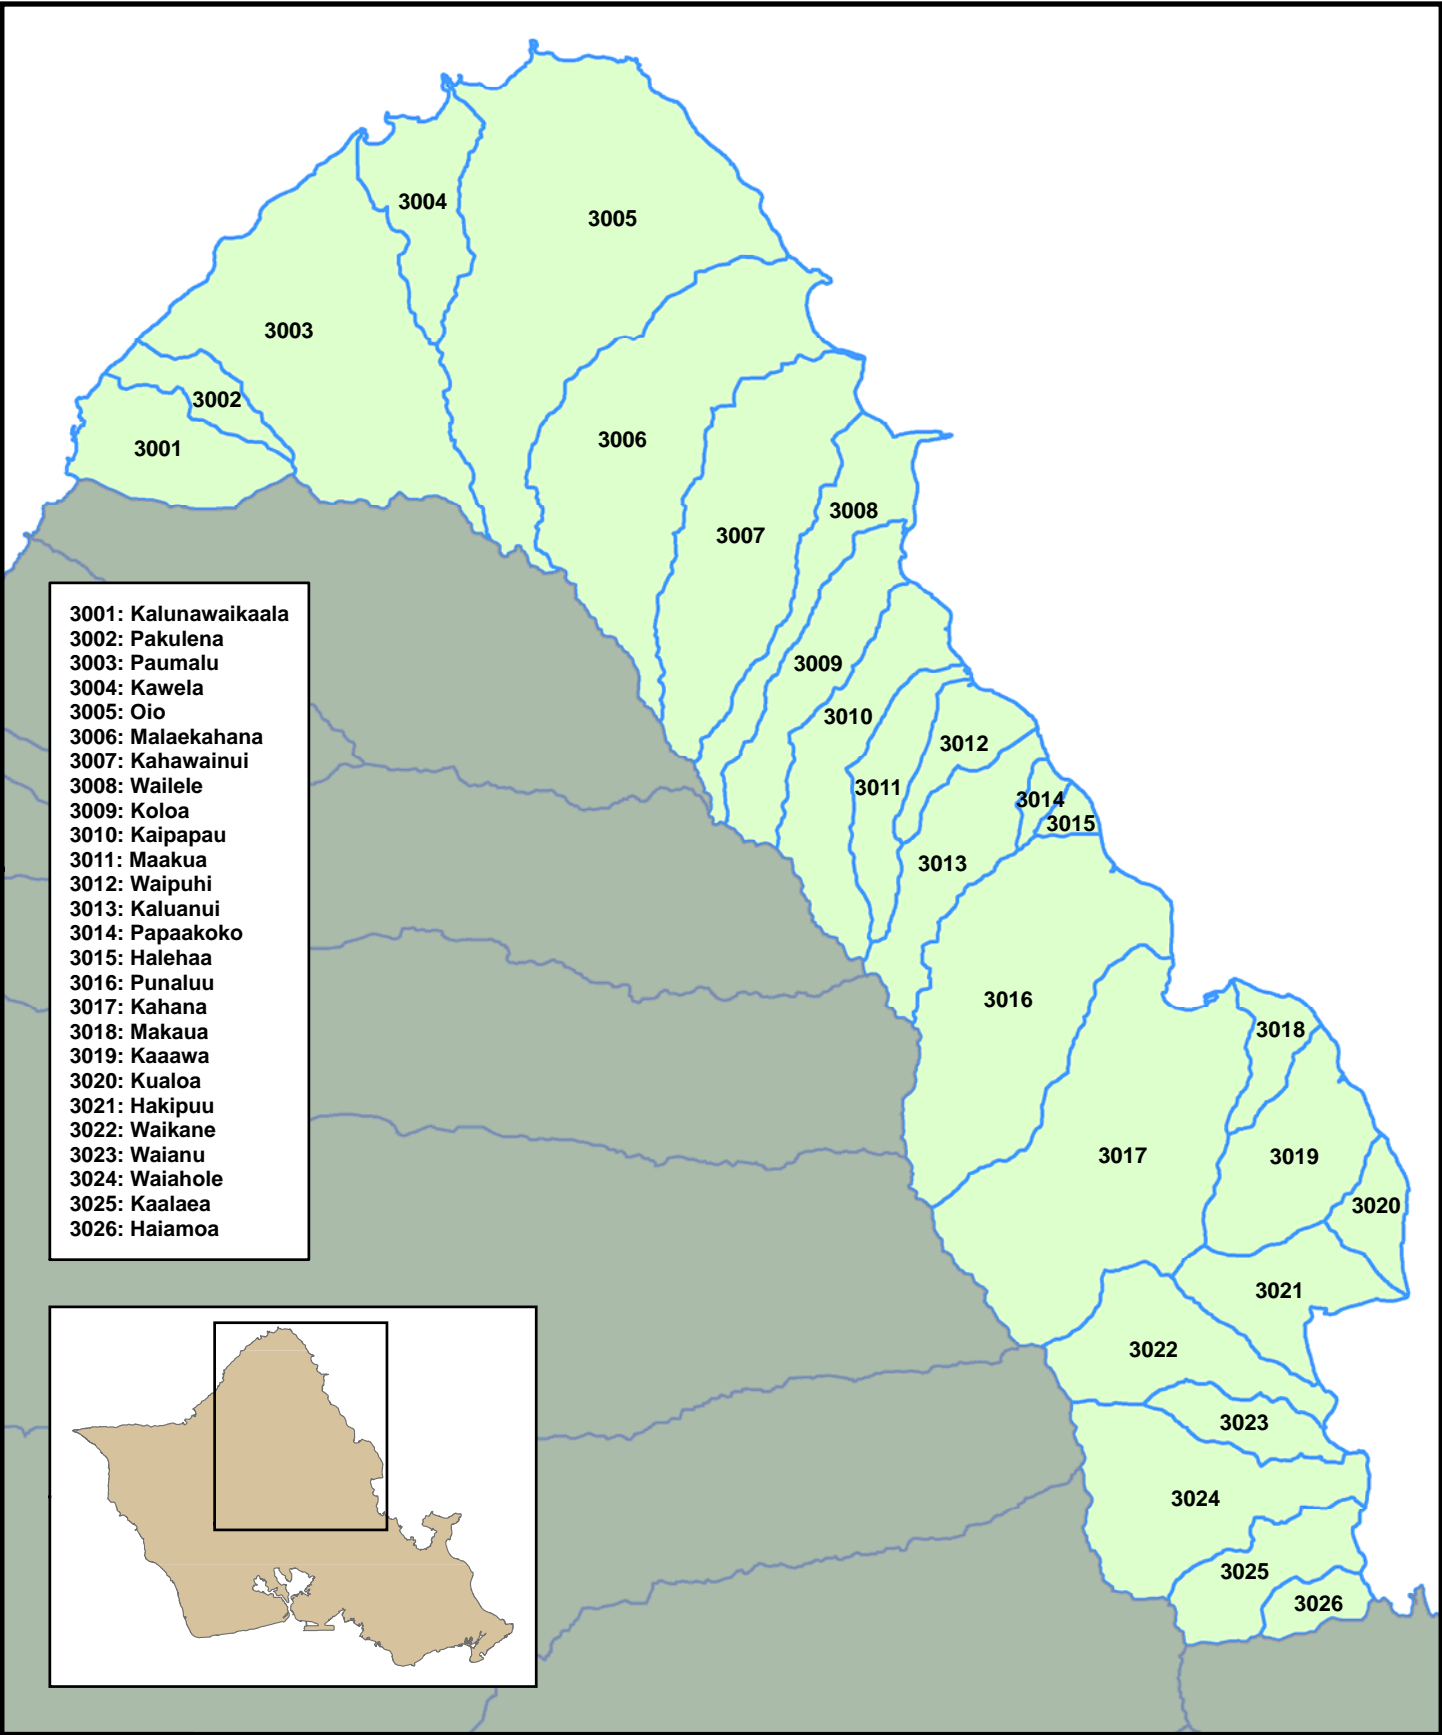 3004
3005
3003
3002
3006
3001
3008
3007
3009
3010
3012
3011
3014
3015
3013
3016
3018
3017
3019
3020
3021
3022
3023
3024
3025
3026
3001: Kalunawaikaala
3002: Pakulena
3003: Paumalu
3004: Kawela
3005: Oio
3006: Malaekahana
3007: Kahawainui
3008: Wailele
3009: Koloa
3010: Kaipapau
3011: Maakua
3012: Waipuhi
3013: Kaluanui
3014: Papaakoko
3015: Halehaa
3016: Punaluu
3017: Kahana
3018: Makaua
3019: Kaaawa
3020: Kualoa
3021: Hakipuu
3022: Waikane
3023: Waianu
3024: Waiahole
3025: Kaalaea
3026: Haiamoa